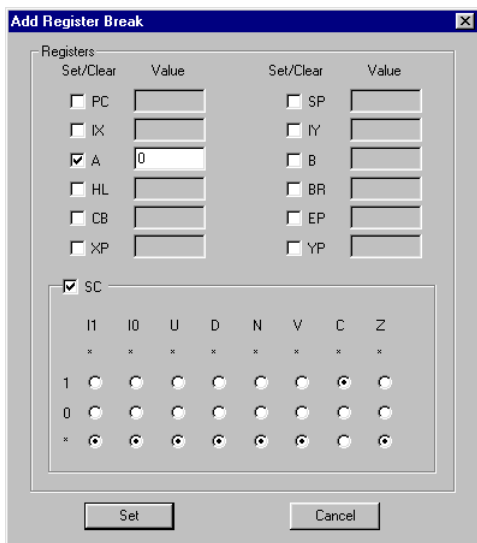 Add Register Break
Registers
Set/Clear Value Set/Clear Value
PC SP
IX IY
A 0 B
HL BR
CB EP
XP YP
SC
I1 I0 U D N V C Z
* * * * * * * *
1
0
*
Set Cancel